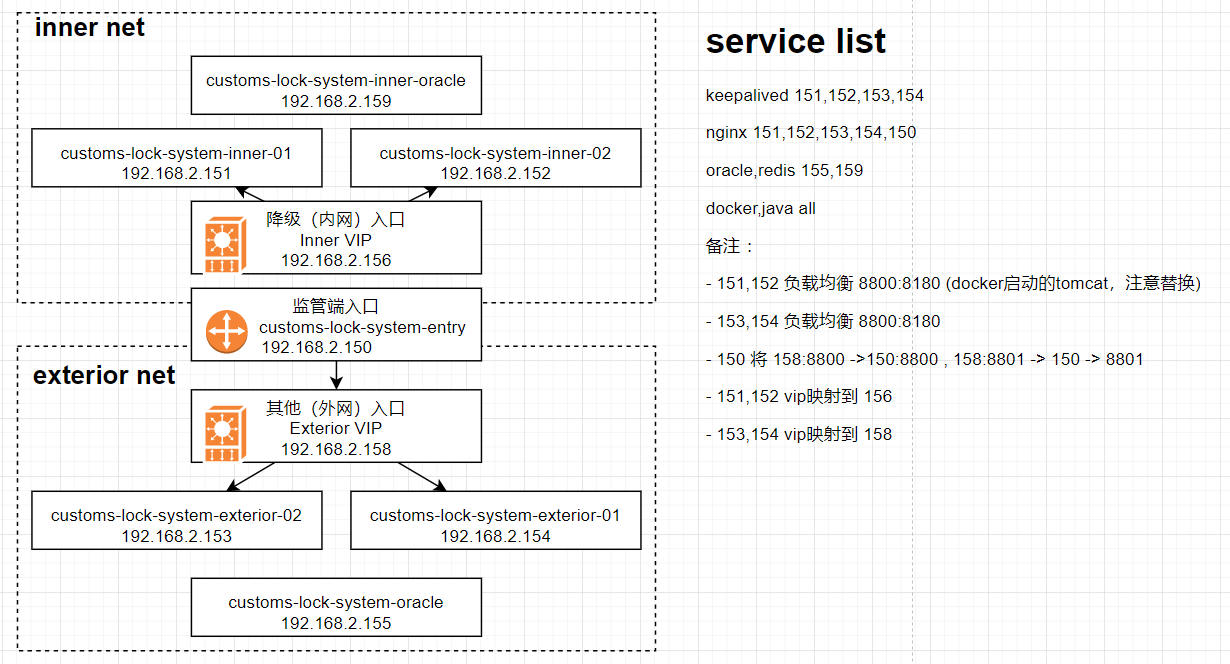 inner net
customs-lock-system-inner-oracle
192.168.2.159
customs-lock-system-inner-01
192.168.2.151
customs-lock-system-inner-02
192.168.2.152
降级（内网）入口
Inner VIP
192.168.2.156
监管端入口
customs-lock-system-entry
192.168.2.150
exterior net
其他（外网）入口
Exterior VIP
192.168.2.158
customs-lock-system-exterior-02
192.168.2.153
customs-lock-system-exterior-01
192.168.2.154
customs-lock-system-oracle
192.168.2.155
service list
keepalived 151,152,153,154
nginx 151,152,153,154,150
oracle,redis 155,159
docker,java all
备注：
- 151,152 负载均衡 8800:8180 (docker启动的tomcat，注意替换)
- 153,154 负载均衡 8800:8180
- 150 将 158:8800 ->150:8800 , 158:8801 -> 150 -> 8801
- 151,152 vip映射到 156
- 153,154 vip映射到 158